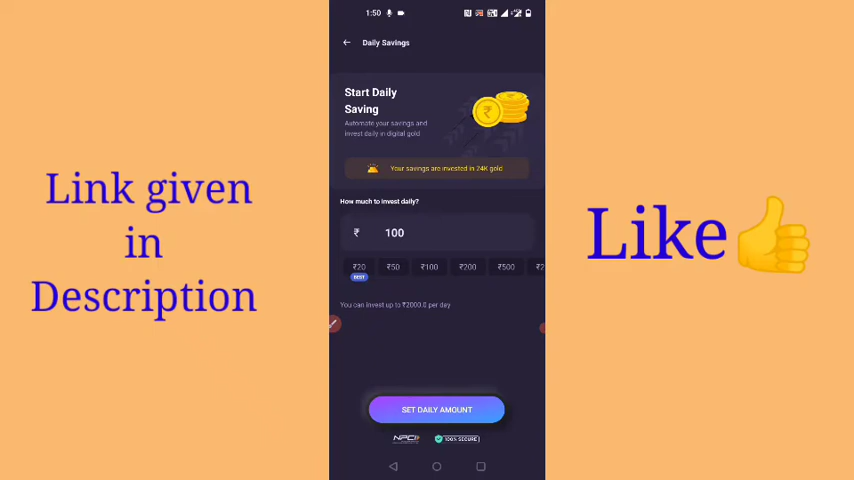 1:50
Daily Savings
Start Daily
Saving
Automate your savings and
invest daily in digital gold
Your savings are invested in 24K gold
How much to invest daily?
₹ 100
₹20 ₹50 ₹100 ₹200 ₹500 ₹2
BEST
You can invest up to ₹2000.0 per day
SET DAILY AMOUNT
NPCI 100% SECURE
Link given
in
Description
Like👍